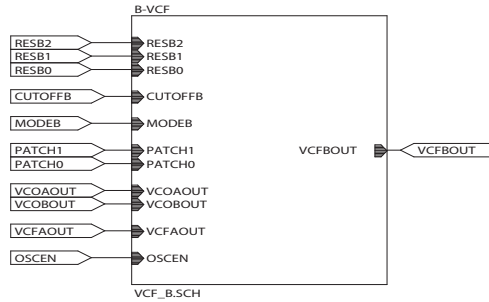 B-VCF
RESB2 RESB2
RESB1 RESB1
RESB0 RESB0
CUTOFFB CUTOFFB
MODEB MODEB
PATCH1 PATCH1 VCFBOUT VCFBOUT
PATCH0 PATCH0
VCOAOUT VCOAOUT
VCOBOUT VCOBOUT
VCFAOUT VCFAOUT
OSCEN OSCEN
VCF_B.SCH